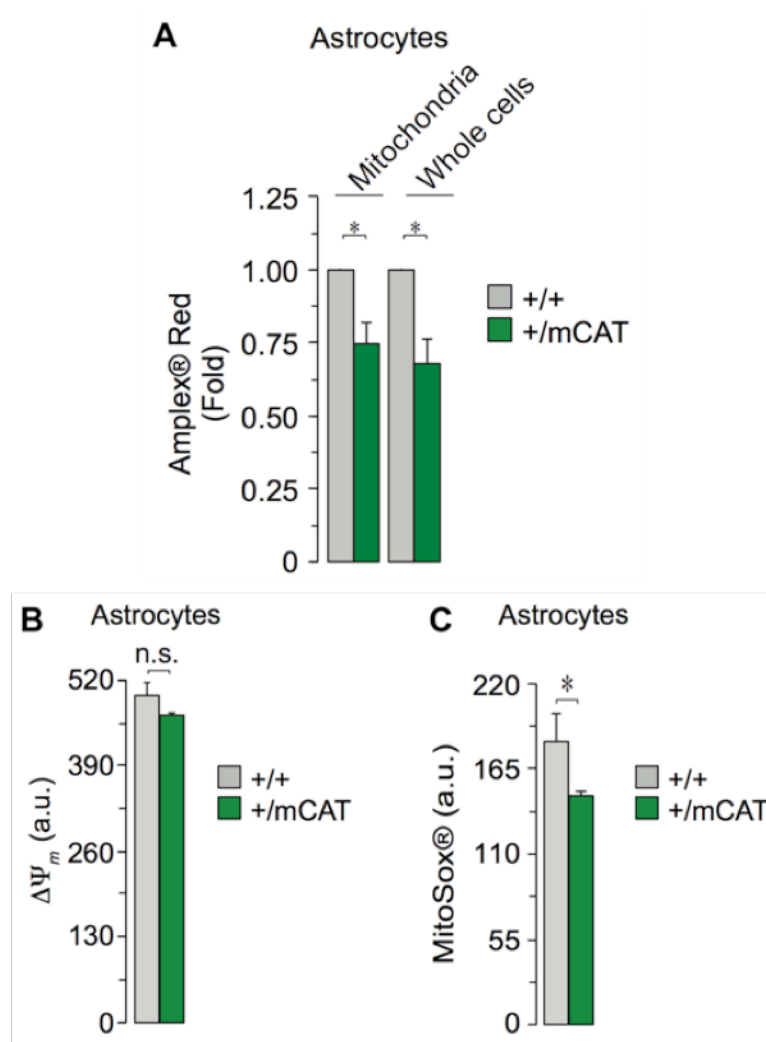 A
Astrocytes
Mitochondria
Whole cells
1.25
1.00
0.75
0.50
0.25
0
Amplex® Red
(Fold)
*
*
+/+
+/mCAT
B
Astrocytes
n.s.
520
390
260
130
0
ΔΨm (a.u.)
+/+
+/mCAT
C
Astrocytes
*
220
165
110
55
0
MitoSox® (a.u.)
+/+
+/mCAT